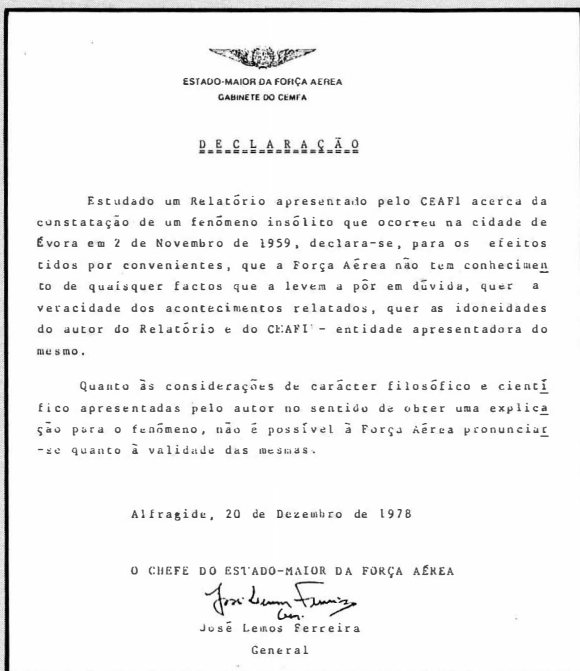 ESTADO-MAIOR DA FORÇA AEREA
GABINETE DO CEMFA
DECLARAÇÃO
Estudado um Relatório apresentado pelo CEAFI acerca da
constatação de um fenómeno insólito que ocorreu na cidade de
Évora em 2 de Novembro de 1959, declara-se, para os efeitos
tidos por convenientes, que a Força Aérea não tem conhecimen
to de quaisquer factos que a levem a pôr em dúvida, quer a
veracidade dos acontecimentos relatados, quer as idoneidades
do autor do Relatório e do CEAFI - entidade apresentadora do
mesmo.
Quanto às considerações de carácter filosófico e cientí
fico apresentadas pelo autor no sentido de obter uma explica
ção para o fenómeno, não é possível à Força Aérea pronunciar
-se quanto à validade das mesmas.
Alfragide, 20 de Dezembro de 1978
O CHEFE DO ESTADO-MAIOR DA FORÇA AÉREA
José Lemos Ferreira
Gen.
José Lemos Ferreira
General